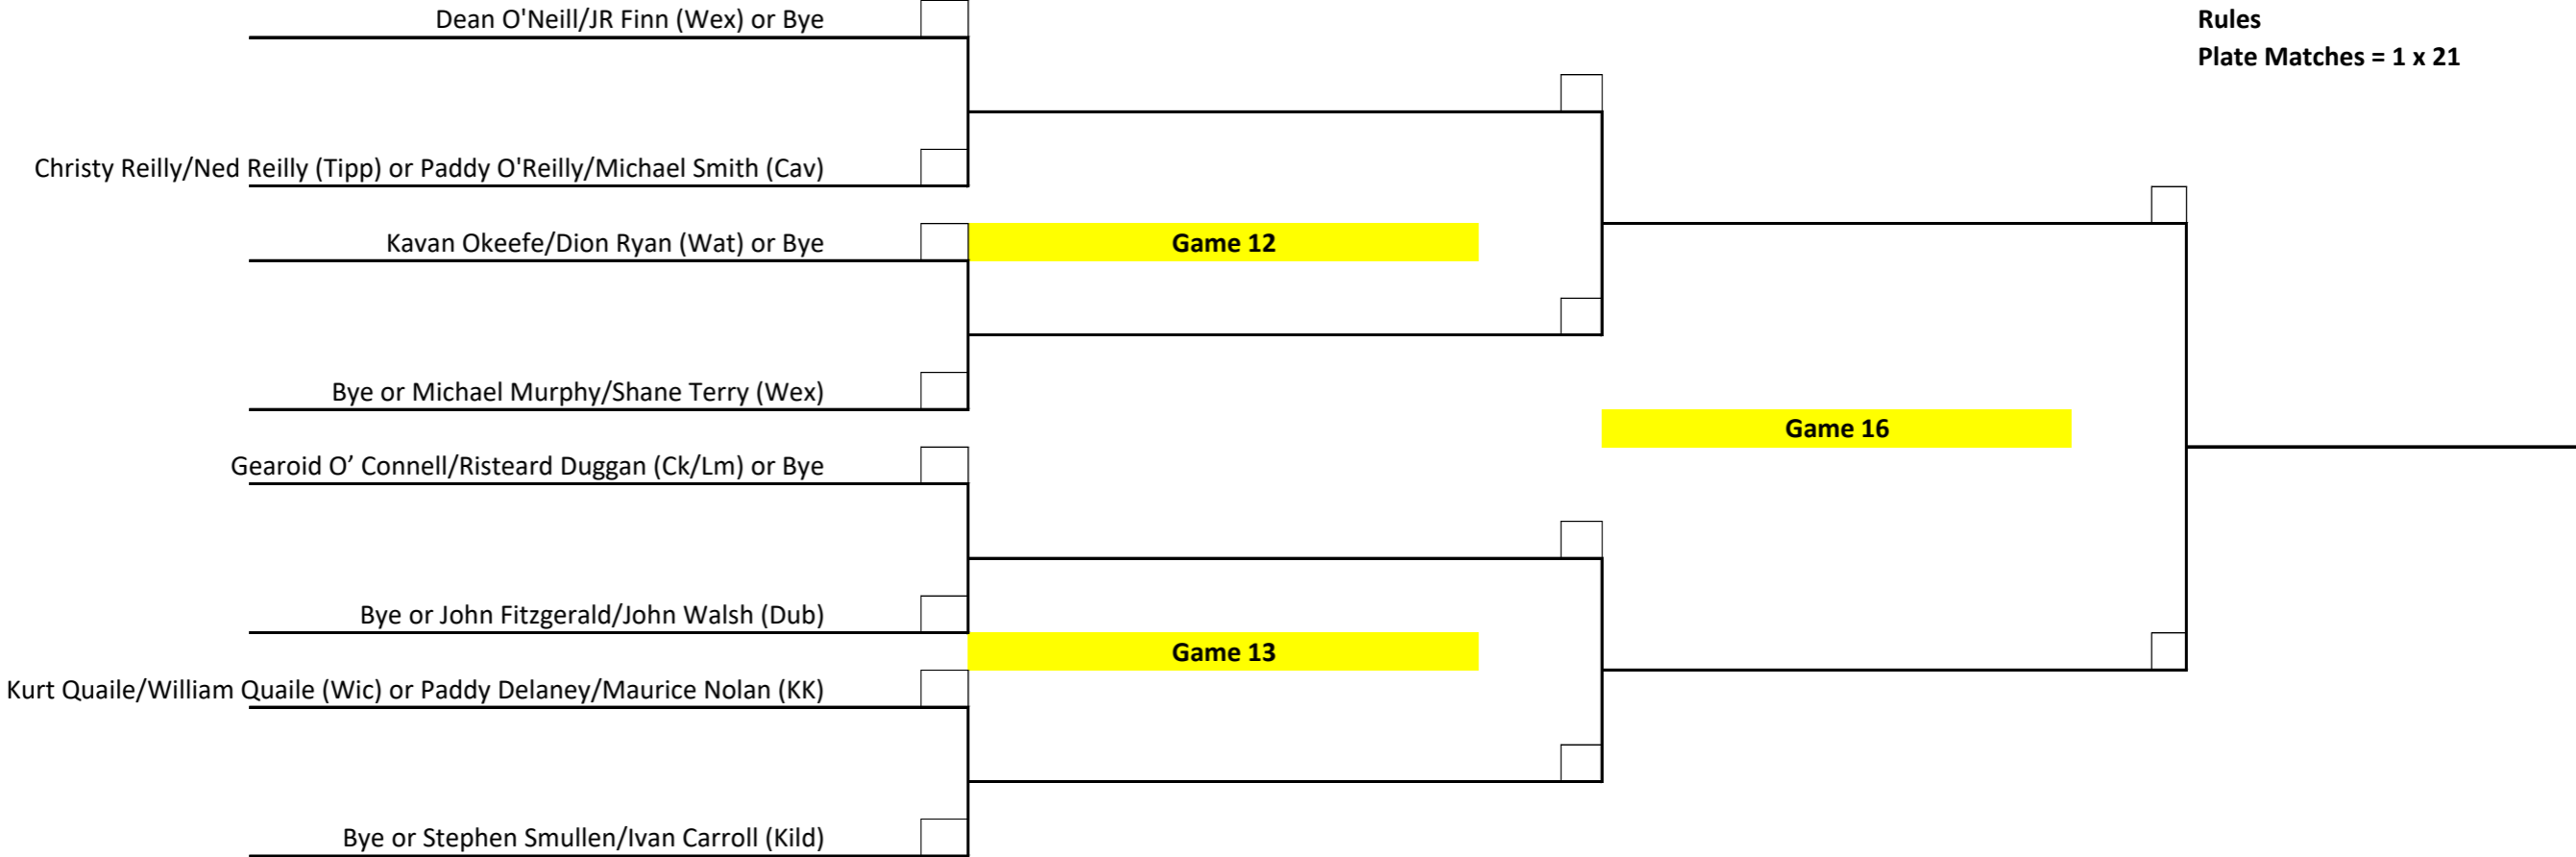 Dean O'Neill/JR Finn (Wex) or Bye
Rules
Plate Matches = 1 x 21
Christy Reilly/Ned Reilly (Tipp) or Paddy O'Reilly/Michael Smith (Cav)
Kavan Okeefe/Dion Ryan (Wat) or Bye
Game 12
Bye or Michael Murphy/Shane Terry (Wex)
Game 16
Gearoid O’ Connell/Risteard Duggan (Ck/Lm) or Bye
Bye or John Fitzgerald/John Walsh (Dub)
Game 13
Kurt Quaile/William Quaile (Wic) or Paddy Delaney/Maurice Nolan (KK)
Bye or Stephen Smullen/Ivan Carroll (Kild)